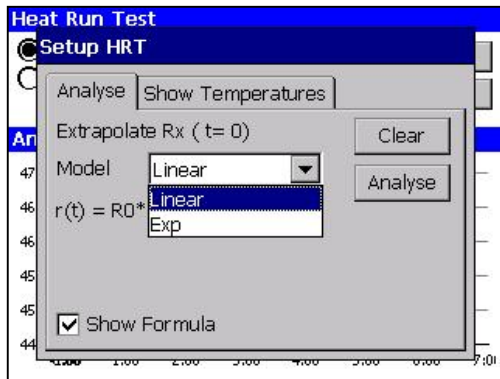 Heat Run Test
Setup HRT
Analyse Show Temperatures
Extrapolate Rx ( t= 0)
Clear
An
Model Linear
Analyse
Linear
r(t) = R0*
Exp
Show Formula
47
46
46
45
45
44
1.00 2.00 3.00 4.00 5.00 6.00 7:0